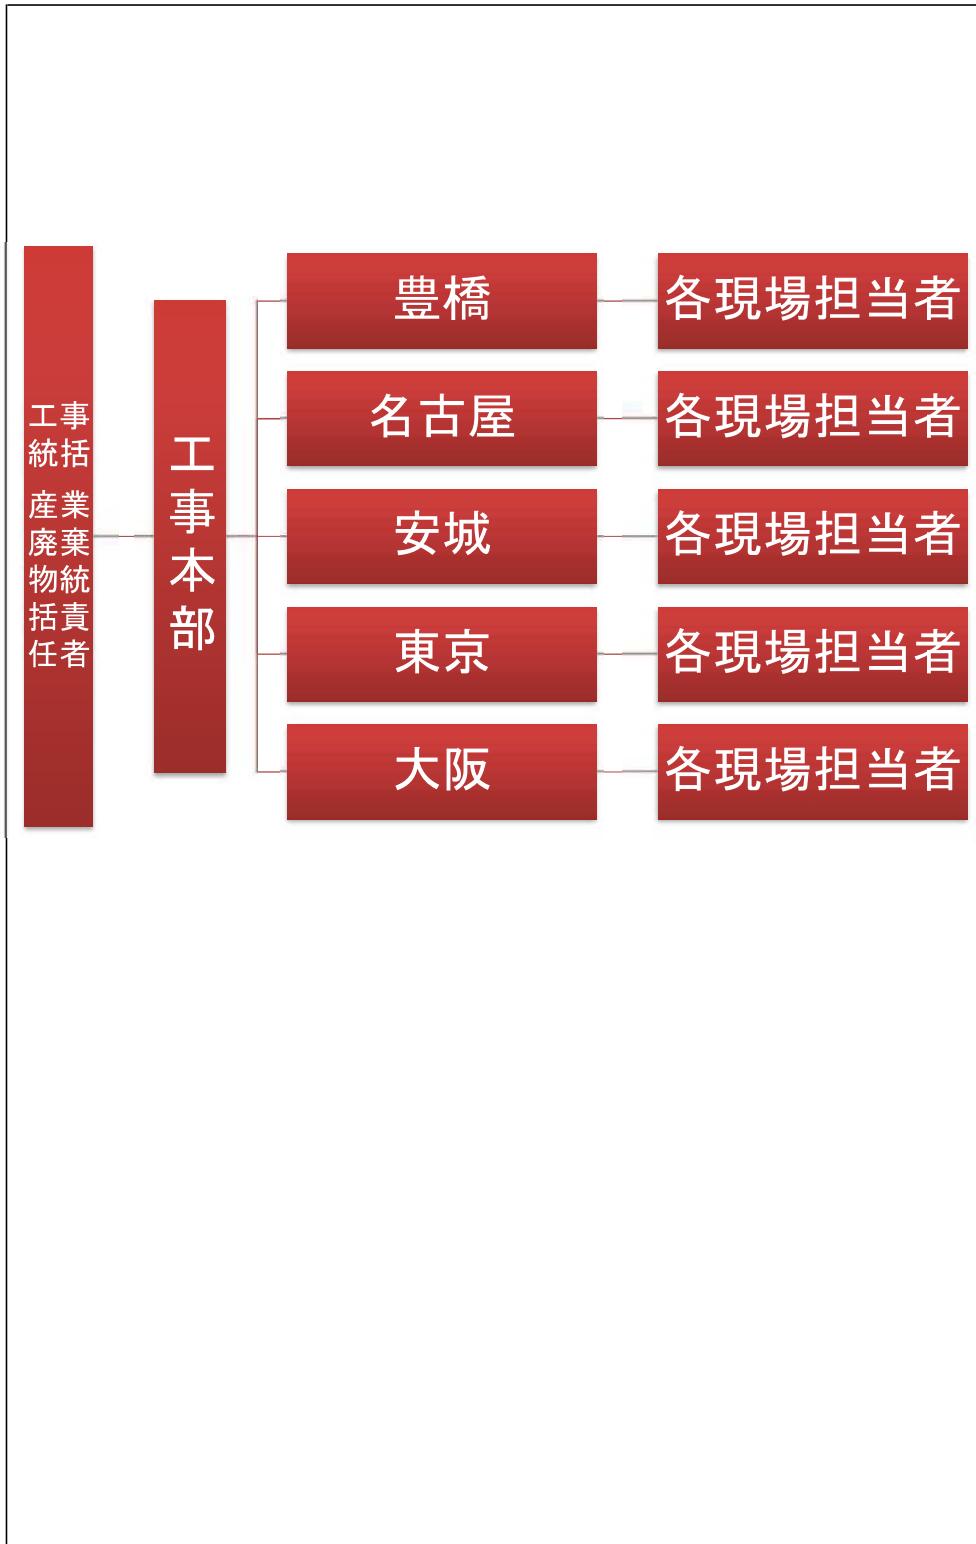 工事
統括
産業
廃棄
物統
括責
任者
工
事
本
部
豊橋
各現場担当者
名古屋
各現場担当者
安城
各現場担当者
東京
各現場担当者
大阪
各現場担当者